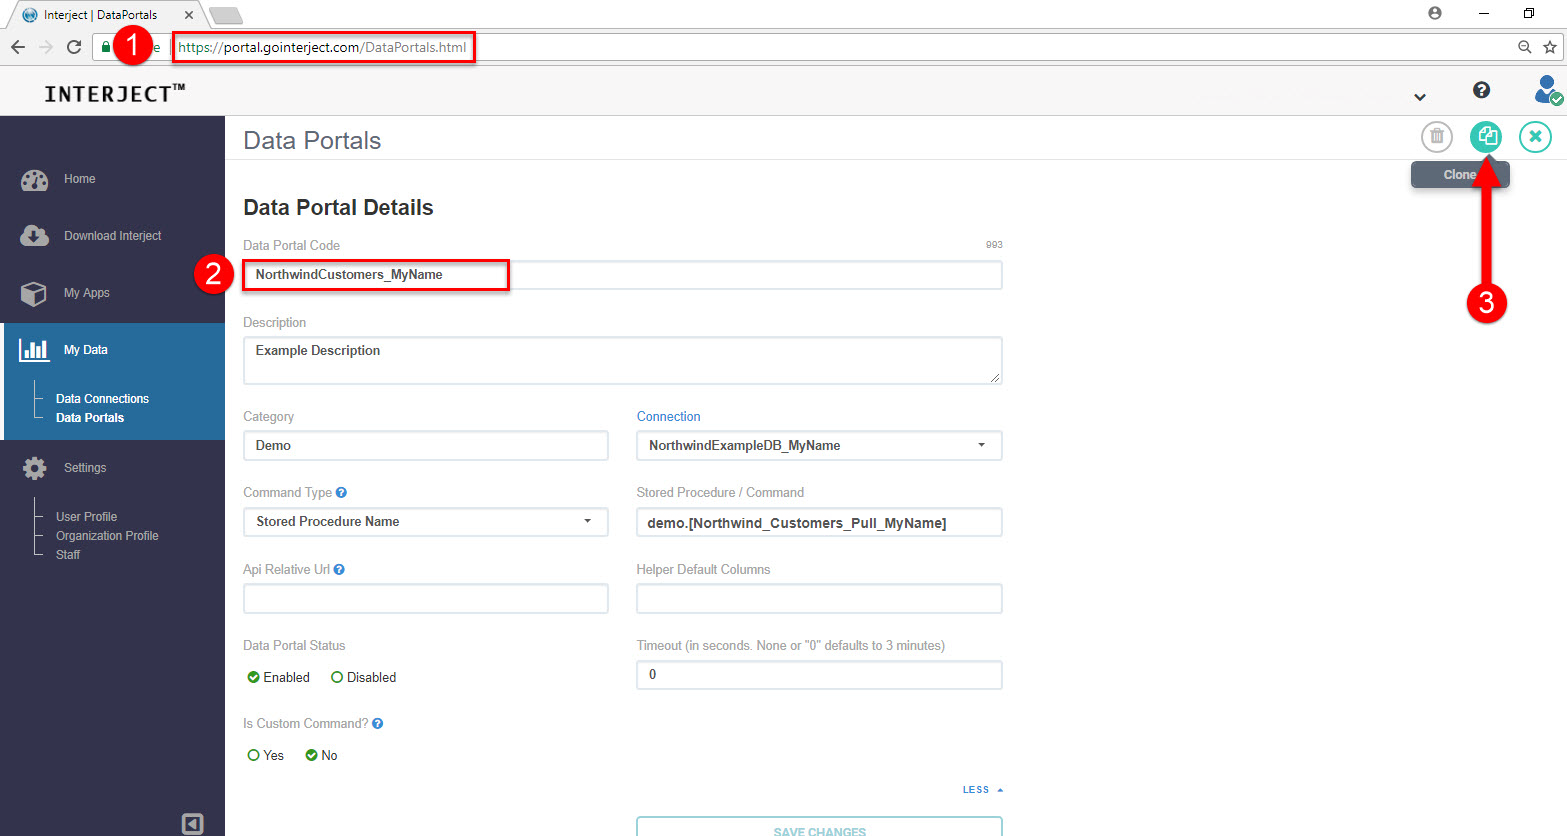 Interject | DataPortals
1
e
https://portal.gointerject.com/DataPortals.html
INTERJECT™
Data Portals
Clone
3
Home
Download Interject
My Apps
My Data
Data Connections
Data Portals
Settings
User Profile
Organization Profile
Staff
Data Portal Details
Data Portal Code
993
2
NorthwindCustomers_MyName
Description
Example Description
Category
Connection
Demo
NorthwindExampleDB_MyName
Command Type
Stored Procedure / Command
Stored Procedure Name
demo.[Northwind_Customers_Pull_MyName]
Api Relative Url
Helper Default Columns
Data Portal Status
Timeout (in seconds. None or "0" defaults to 3 minutes)
Enabled Disabled
0
Is Custom Command?
Yes No
LESS
SAVE CHANGES